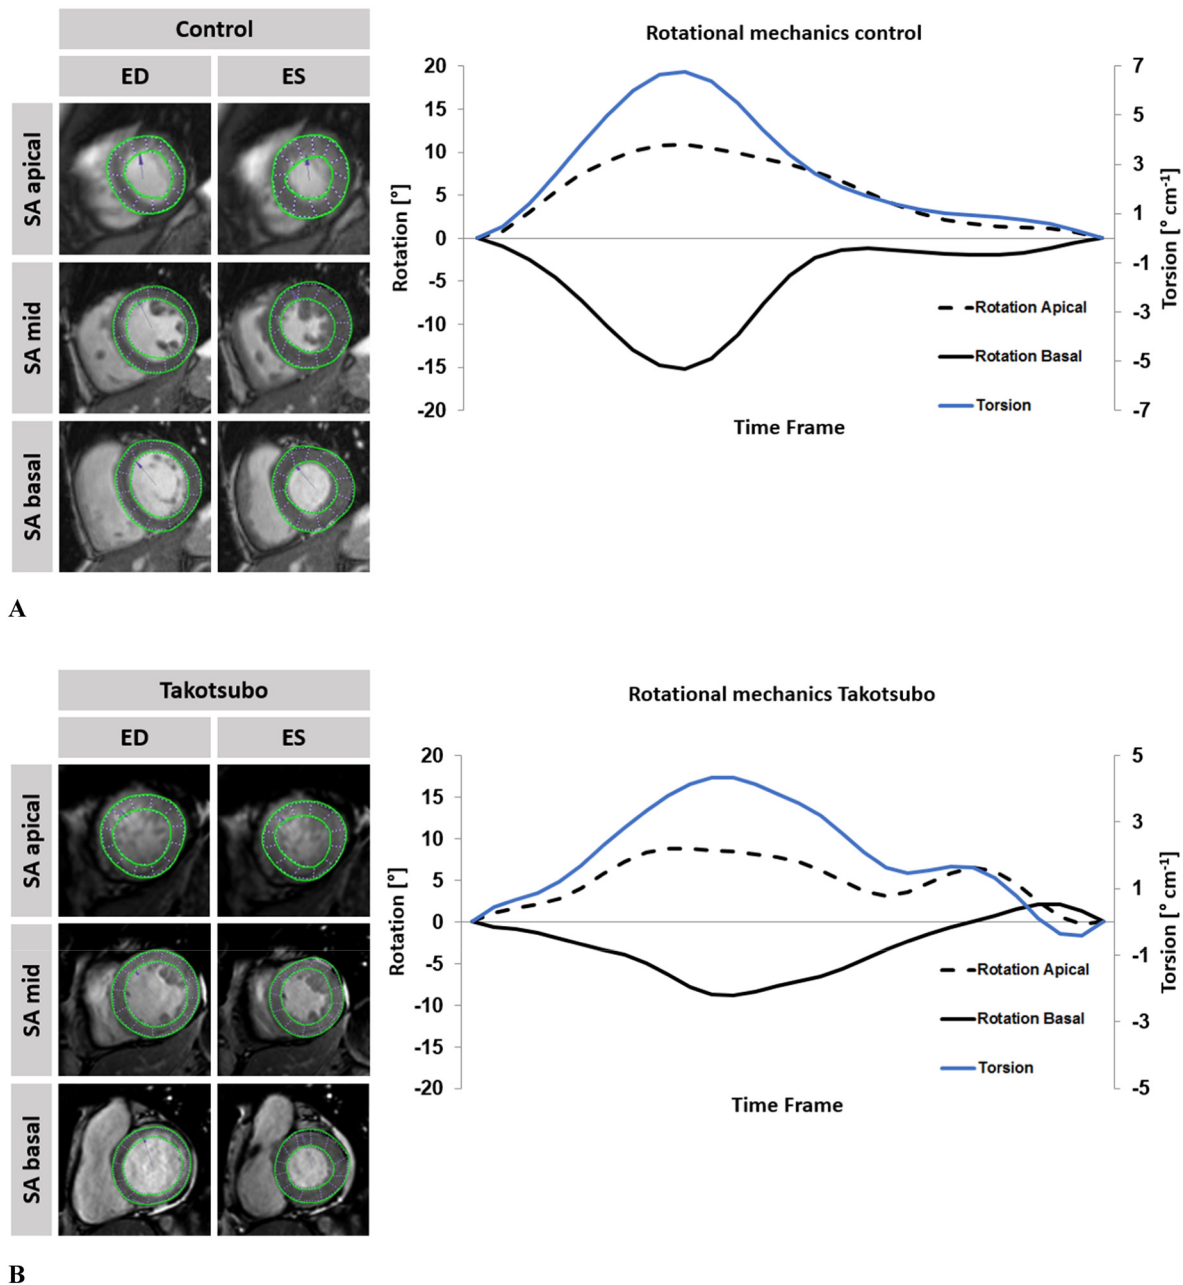 Control
ED
ES
SA apical
SA mid
SA basal
Rotational mechanics control
Rotation [°]
20
15
10
5
0
-5
-10
-15
-20
7
5
3
1
-1
-3
-5
-7
Torsion [° cm-1]
Rotation Apical
Rotation Basal
Torsion
Time Frame
A
Takotsubo
ED
ES
SA apical
SA mid
SA basal
Rotational mechanics Takotsubo
Rotation [°]
20
15
10
5
0
-5
-10
-15
-20
5
3
1
-1
-3
-5
Torsion [° cm-1]
Rotation Apical
Rotation Basal
Torsion
Time Frame
B